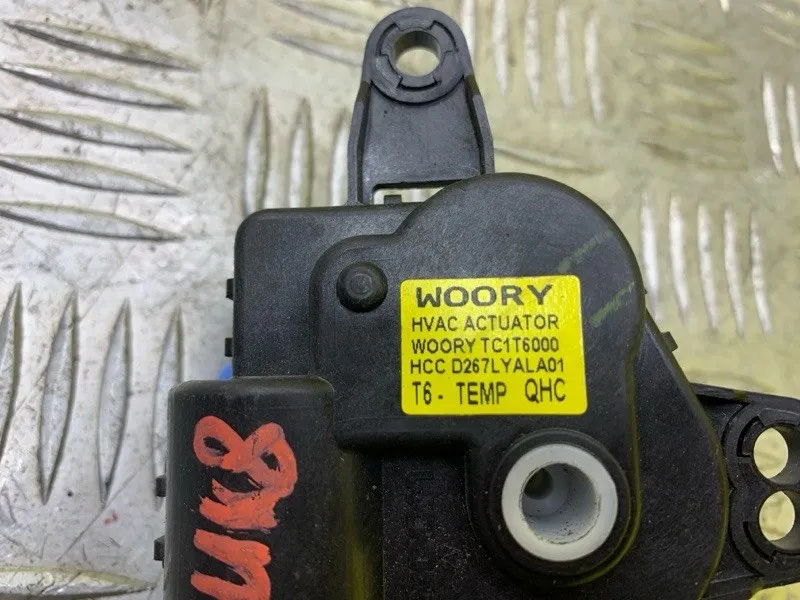 WOORY
HVAC ACTUATOR
WOORY TC1T6000
HCC D267LYALA01
T6 - TEMP QHC